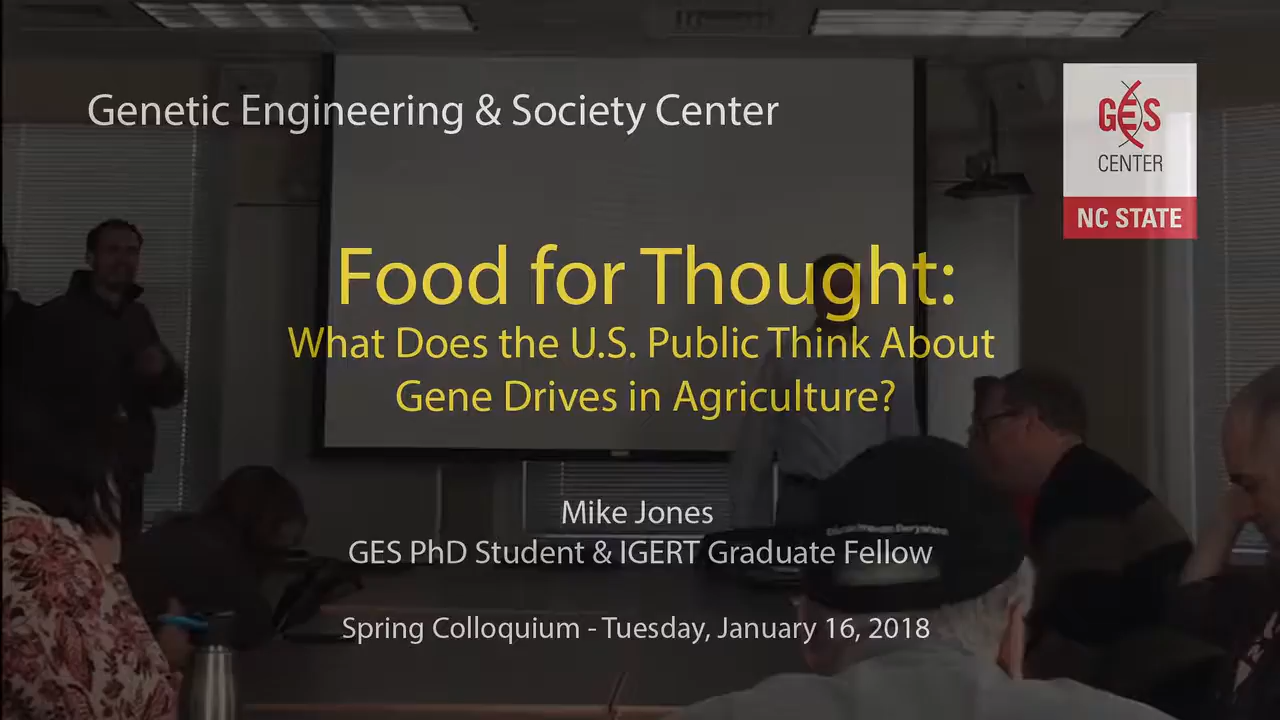 Genetic Engineering & Society Center
GES
CENTER
NC STATE
Food for Thought:
What Does the U.S. Public Think About
Gene Drives in Agriculture?
Mike Jones
GES PhD Student & IGERT Graduate Fellow
Spring Colloquium - Tuesday, January 16, 2018